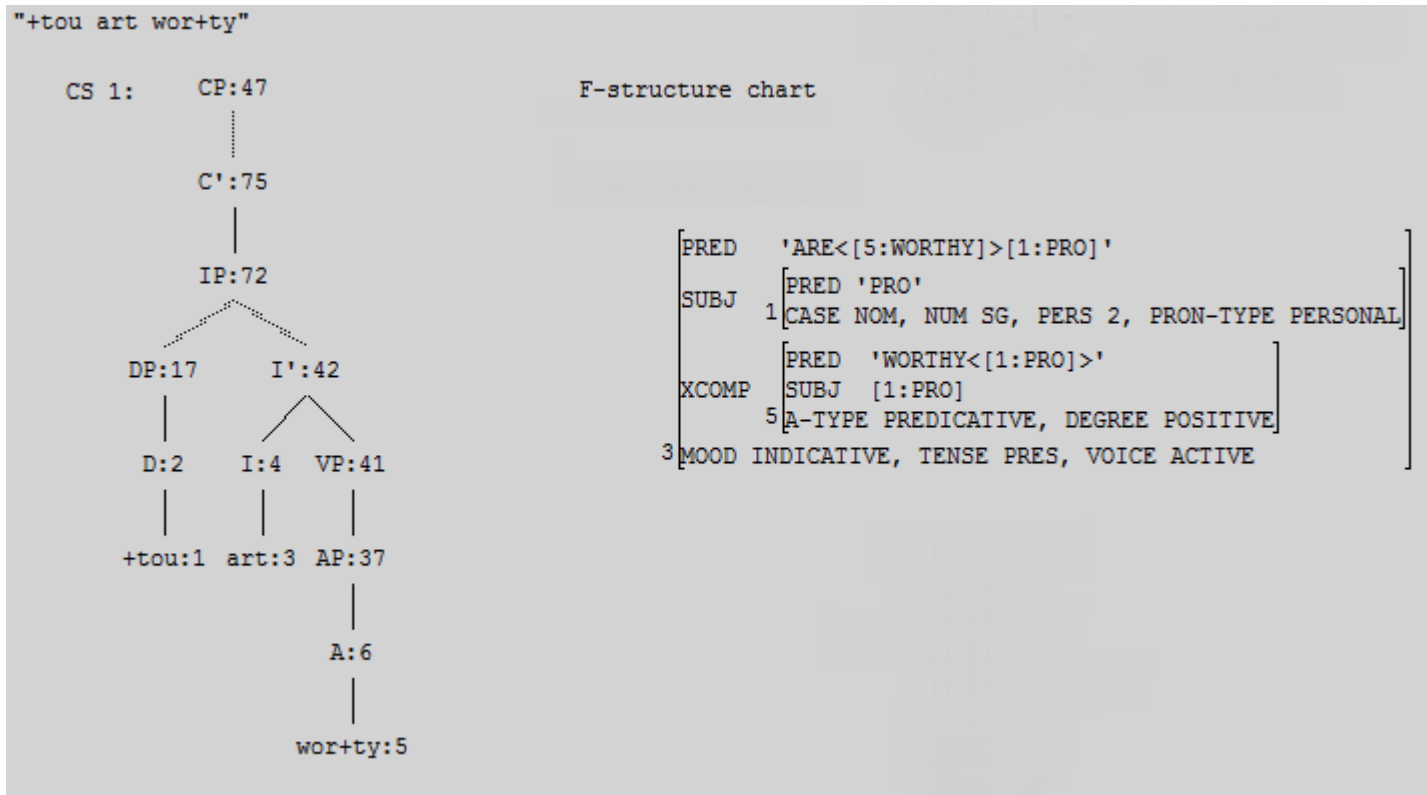 "+tou art wor+ty"
CS 1: CP:47
C':75
IP:72
DP:17 I':42
D:2 I:4 VP:41
+tou:1 art:3 AP:37
A:6
wor+ty:5
F-structure chart
PRED 'ARE<[5:WORTHY]>[1:PRO]'
PRED 'PRO'
SUBJ
1 CASE NOM, NUM SG, PERS 2, PRON-TYPE PERSONAL
PRED 'WORTHY<[1:PRO]>'
XCOMP SUBJ [1:PRO]
5 A-TYPE PREDICATIVE, DEGREE POSITIVE
3 MOOD INDICATIVE, TENSE PRES, VOICE ACTIVE